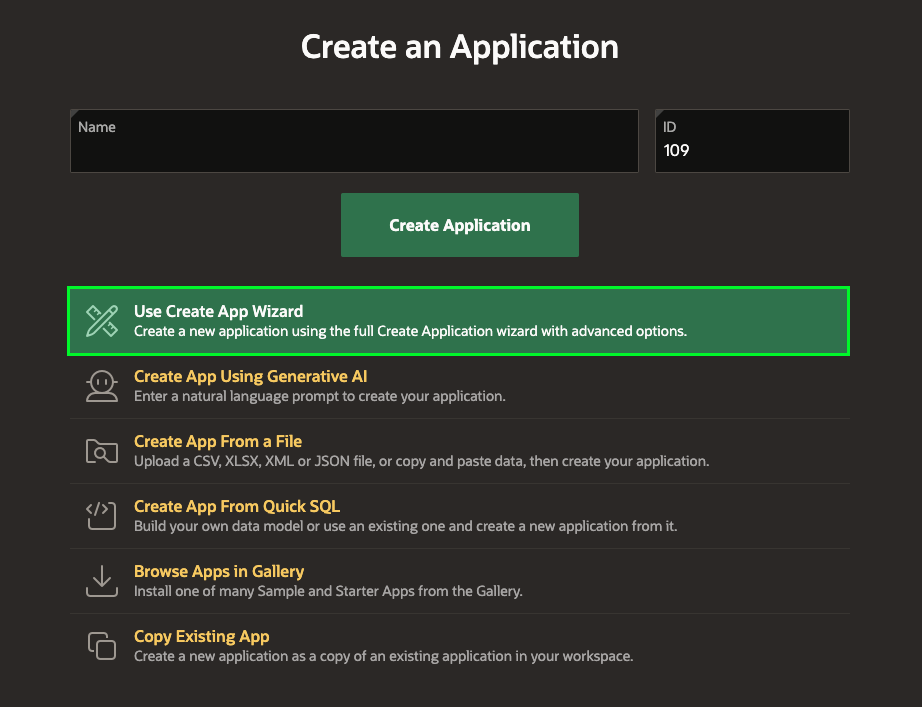 Create an Application
Name
ID
109
Create Application
Use Create App Wizard
Create a new application using the full Create Application wizard with advanced options.
Create App Using Generative AI
Enter a natural language prompt to create your application.
Create App From a File
Upload a CSV, XLSX, XML or JSON file, or copy and paste data, then create your application.
Create App From Quick SQL
Build your own data model or use an existing one and create a new application from it.
Browse Apps in Gallery
Install one of many Sample and Starter Apps from the Gallery.
Copy Existing App
Create a new application as a copy of an existing application in your workspace.